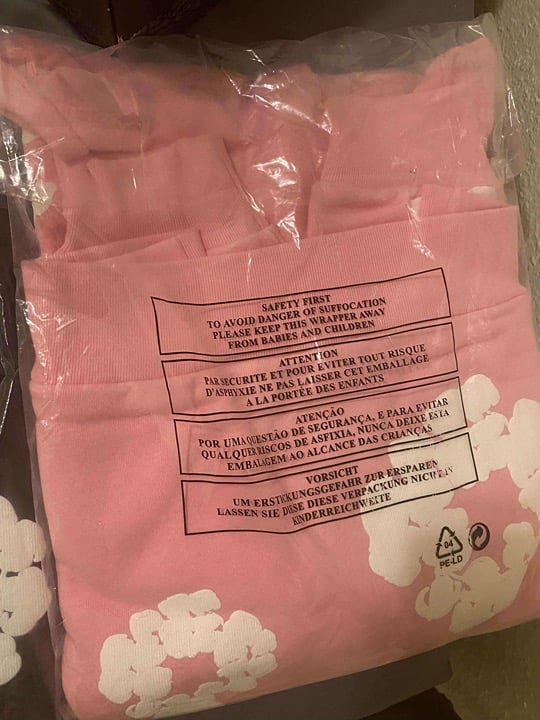 SAFETY FIRST
TO AVOID DANGER OF SUFFOCATION
PLEASE KEEP THIS WRAPPER AWAY
FROM BABIES AND CHILDREN
ATTENTION
PAR SECURITE ET POUR EVITER TOUT RISQUE
D'ASPHYXIE NE PAS LAISSER CET EMBALLAGE
A LA PORTÉE DES ENFANTS
ATENÇÃO
POR UMA QUESTÃO DE SEGURANÇA, E PARA EVITAR
QUALQUER RISCOS DE ASFIXIA, NUNCA DEIXE ESTA
EMBALAGEM AO ALCANCE DAS CRIANÇAS
VORSICHT
UM ERSTICKUNGSGEFAHR ZUR ERSPAREN
LASSEN SIE DIESE DIESE VERPACKUNG NICHT IN
KINDERREICHWEITE
04
PE-LD